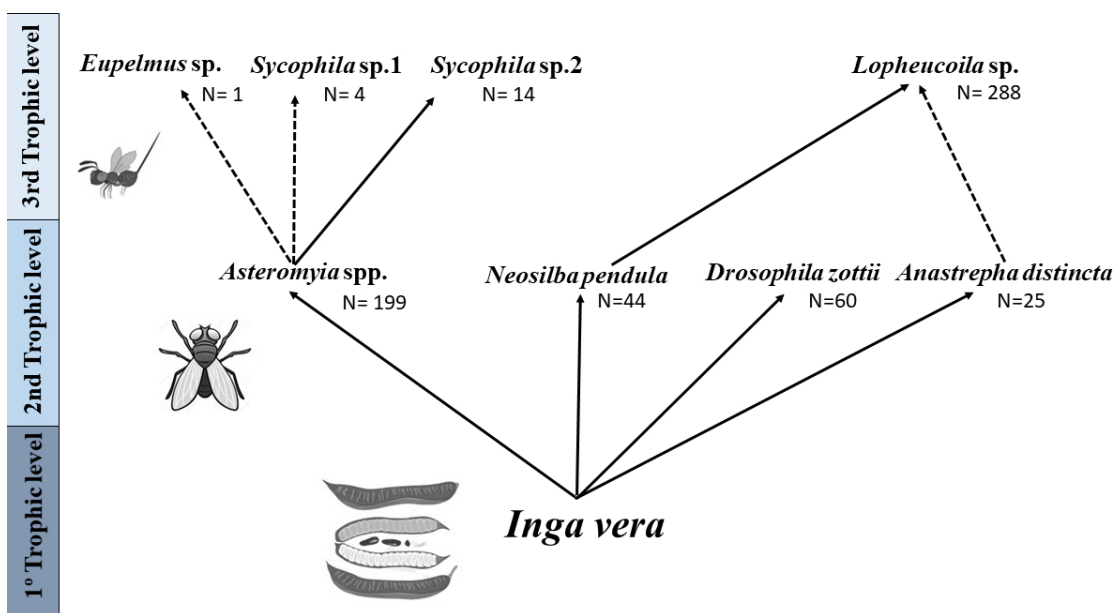 3rd Trophic level
Eupelmus sp.
N= 1
Sycophila sp.1
N= 4
Sycophila sp.2
N= 14
Lopheucoila sp.
N= 288
2nd Trophic level
Asteromyia spp.
N= 199
Neosilba pendula
N=44
Drosophila zottii
N=60
Anastrepha distincta
N=25
1º Trophic level
Inga vera